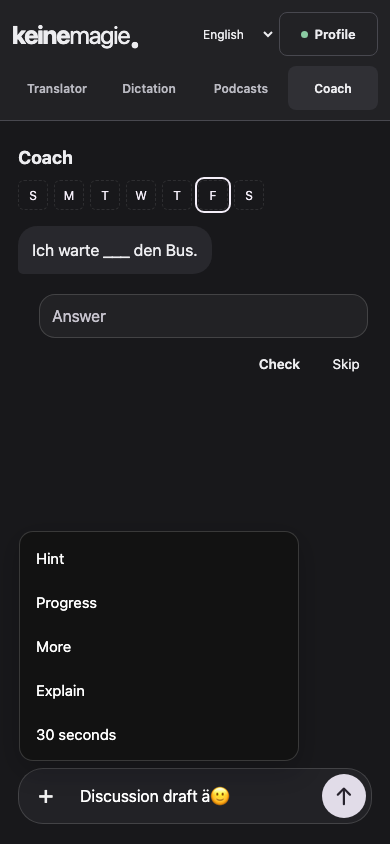 keinemagie.
English
Profile
Translator Dictation Podcasts Coach
Coach
S M T W T F S
Ich warte ___ den Bus.
Answer
Check Skip
Hint
Progress
More
Explain
30 seconds
+ Discussion draft ä🙂